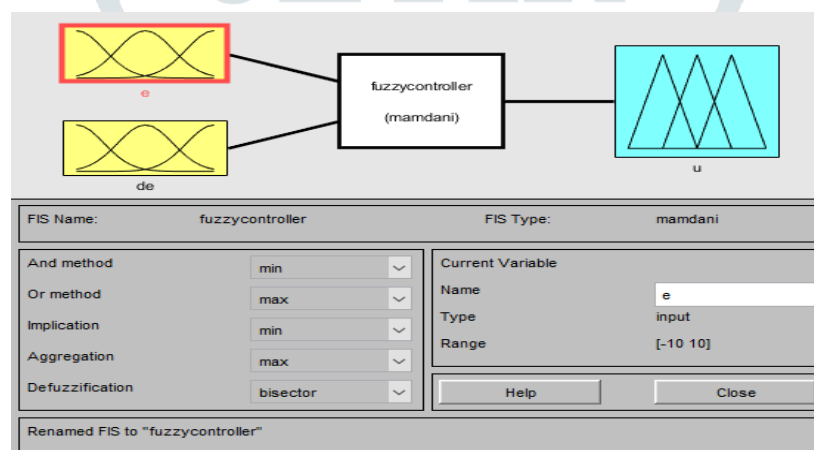 e
fuzzycontroller
(mamdani)
de
u
FIS Name: fuzzycontroller FIS Type: mamdani
And method min
Or method max
Implication min
Aggregation max
Defuzzification bisector
Current Variable
Name e
Type input
Range [-10 10]
Help Close
Renamed FIS to "fuzzycontroller"